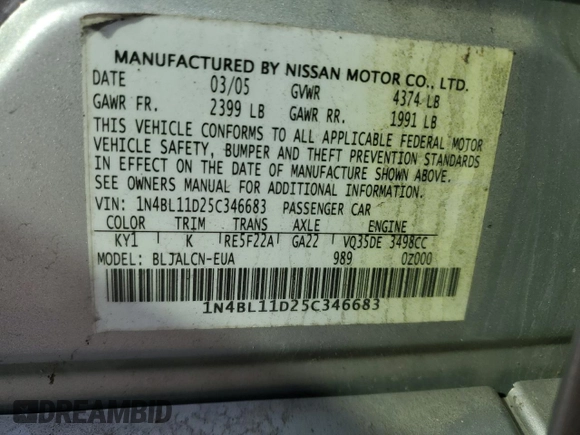 MANUFACTURED BY NISSAN MOTOR CO., LTD.
DATE 03/05 GVWR 4374 LB
GAWR FR. 2399 LB GAWR RR. 1991 LB
THIS VEHICLE CONFORMS TO ALL APPLICABLE FEDERAL MOTOR
VEHICLE SAFETY, BUMPER AND THEFT PREVENTION STANDARDS
IN EFFECT ON THE DATE OF MANUFACTURE SHOWN ABOVE.
SEE OWNERS MANUAL FOR ADDITIONAL INFORMATION.
VIN: 1N4BL11D25C346683 PASSENGER CAR
COLOR TRIM TRANS AXLE ENGINE
KY1 K RE5F22A GA22 VQ35DE 3498CC
MODEL: BLJALCN-EUA 989 0Z000
1N4BL11D25C346683
DREAMBID